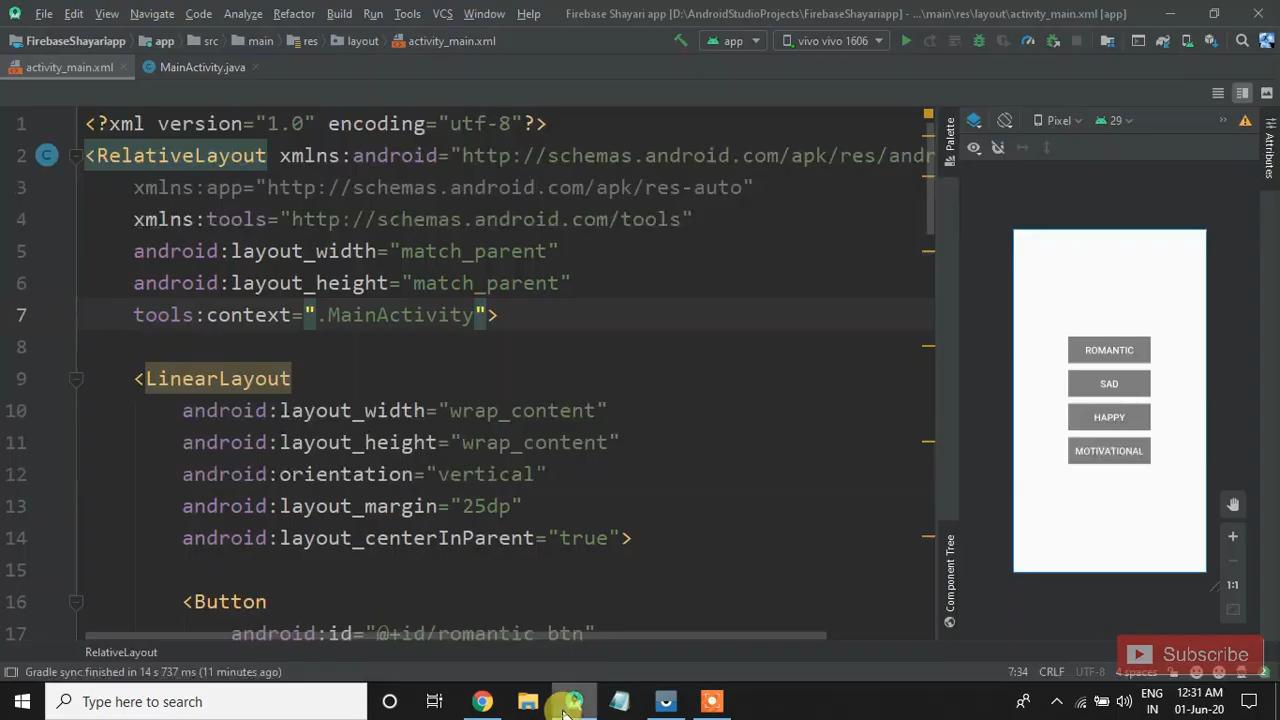 File Edit View Navigate Code Analyze Refactor Build Run Tools VCS Window Help Firebase Shayari app [D:\AndroidStudioProjects\FirebaseShayariapp] - ...\main\res\layout\activity_main.xml [app]
FirebaseShayariapp app src main res layout activity_main.xml app vivo vivo 1606
activity_main.xml MainActivity.java
1 <?xml version="1.0" encoding="utf-8"?>
2 <RelativeLayout xmlns:android="http://schemas.android.com/apk/res/andr
3 xmlns:app="http://schemas.android.com/apk/res-auto"
4 xmlns:tools="http://schemas.android.com/tools"
5 android:layout_width="match_parent"
6 android:layout_height="match_parent"
7 tools:context=".MainActivity">
8
9 <LinearLayout
10 android:layout_width="wrap_content"
11 android:layout_height="wrap_content"
12 android:orientation="vertical"
13 android:layout_margin="25dp"
14 android:layout_centerInParent="true">
15
16 <Button
17 android:id="@+id/romantic_btn"
Palette
Pixel 29
Attributes
ROMANTIC
SAD
HAPPY
MOTIVATIONAL
Component Tree
1:1
RelativeLayout
Subscribe
Gradle sync finished in 14 s 737 ms (11 minutes ago) 7:34 CRLF UTF-8 4 spaces
Type here to search
ENG
IN
12:31 AM
01-Jun-20